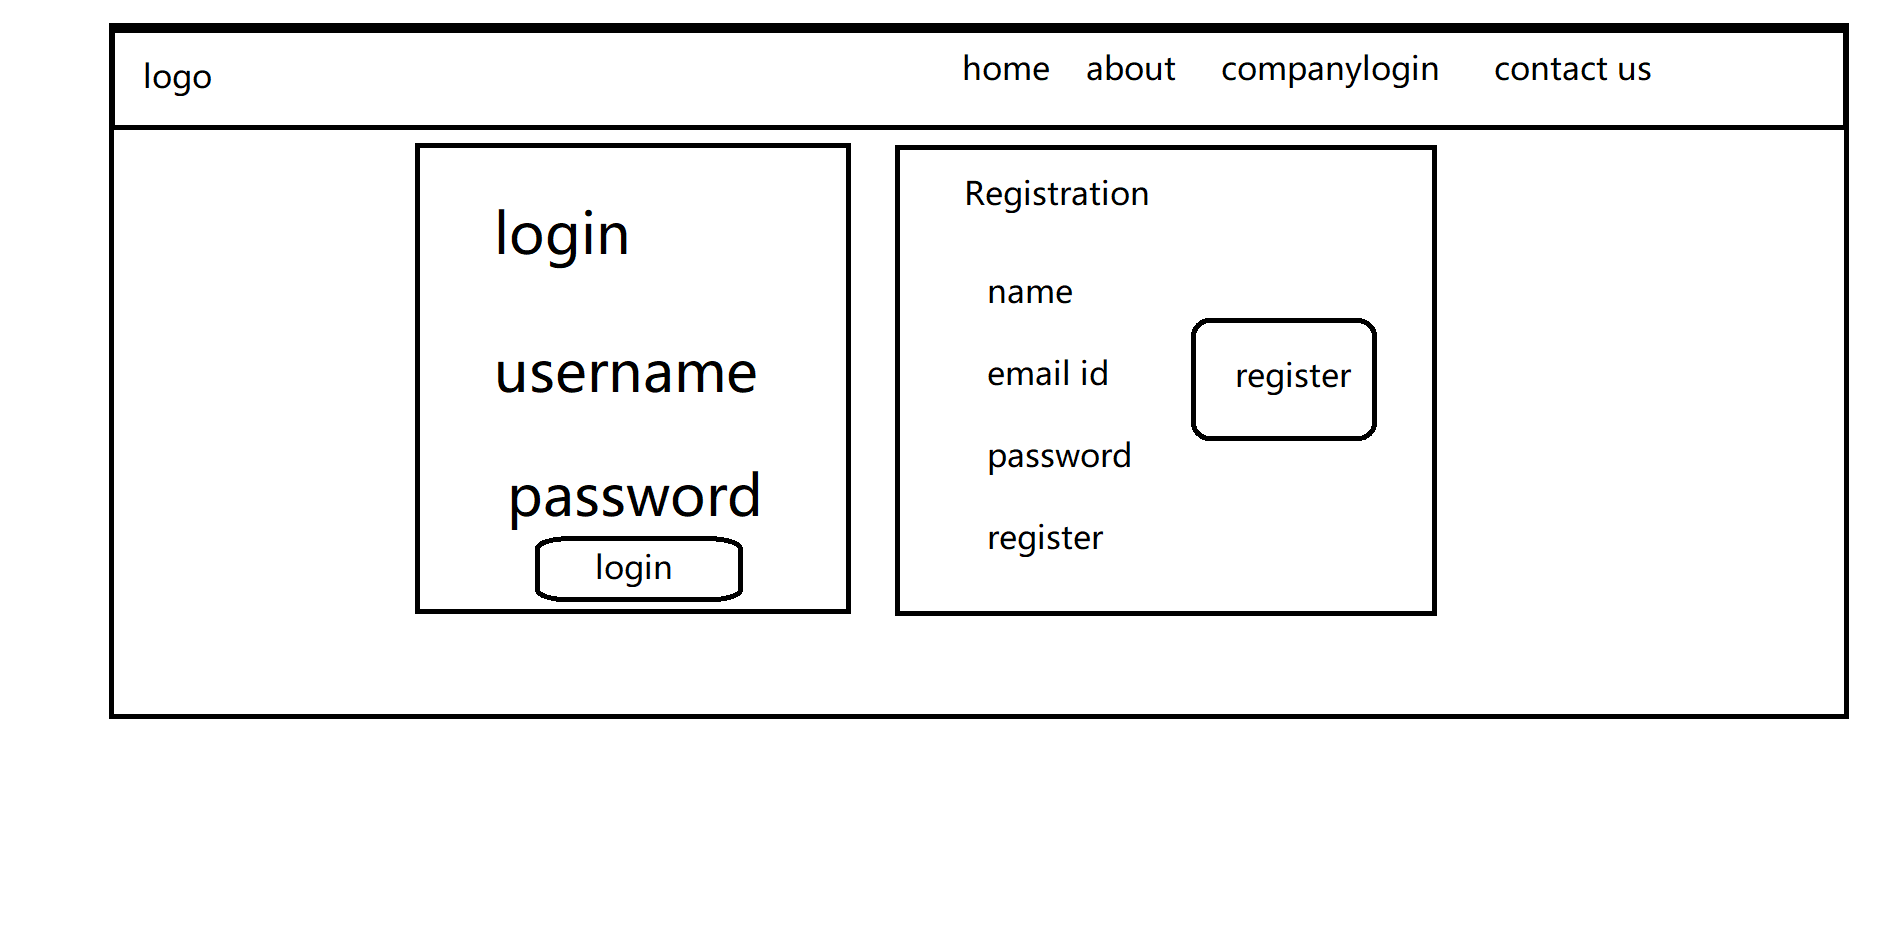 logo
home about companylogin contact us
login
username
password
login
Registration
name
email id
password
register
register